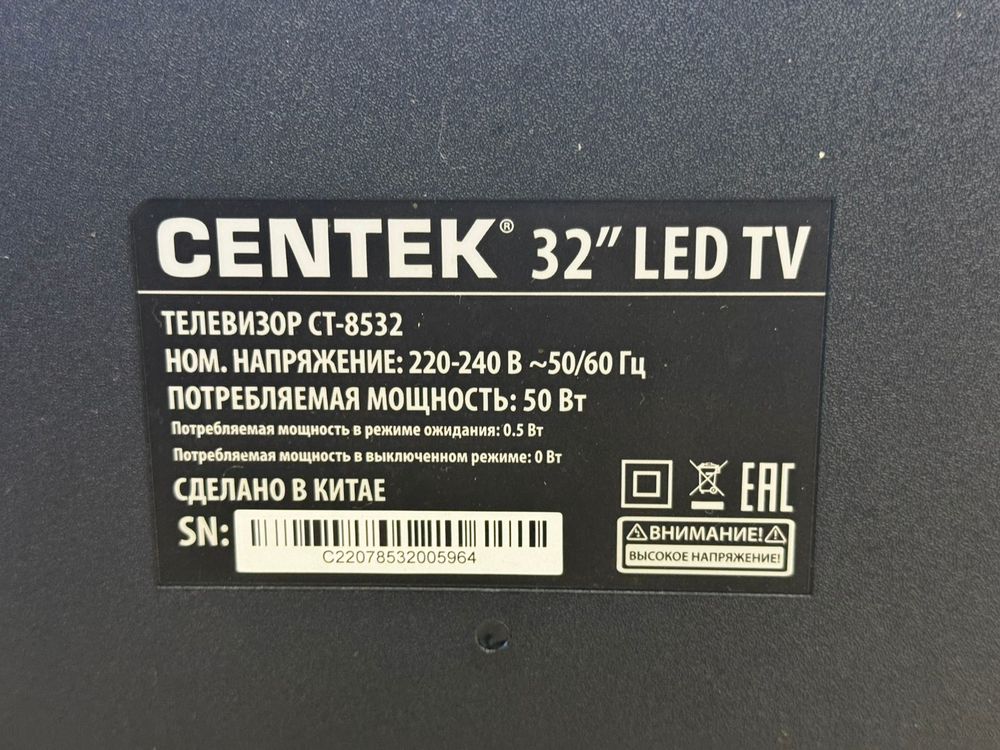 CENTEK® 32” LED TV
ТЕЛЕВИЗОР CT-8532
НОМ. НАПРЯЖЕНИЕ: 220-240 В ~50/60 Гц
ПОТРЕБЛЯЕМАЯ МОЩНОСТЬ: 50 Вт
Потребляемая мощность в режиме ожидания: 0.5 Вт
Потребляемая мощность в выключенном режиме: 0 Вт
СДЕЛАНО В КИТАЕ
SN:
C22078532005964
EAC
ВНИМАНИЕ!
ВЫСОКОЕ НАПРЯЖЕНИЕ!